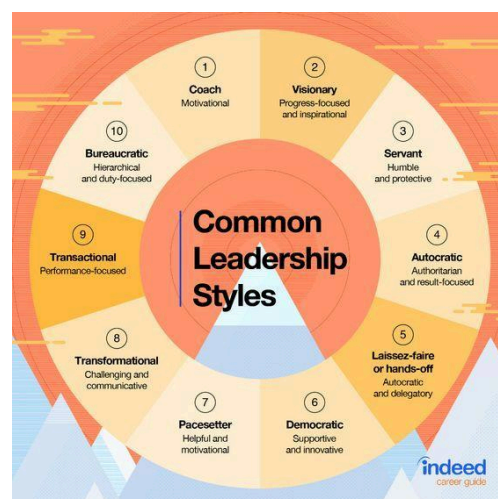 Common
Leadership
Styles
1
Coach
Motivational
2
Visionary
Progress-focused
and inspirational
3
Servant
Humble
and protective
4
Autocratic
Authoritarian
and result-focused
5
Laissez-faire
or hands-off
Autocratic
and delegatory
6
Democratic
Supportive
and innovative
7
Pacesetter
Helpful and
motivational
8
Transformational
Challenging and
communicative
9
Transactional
Performance-focused
10
Bureaucratic
Hierarchical
and duty-focused
indeed
career guide